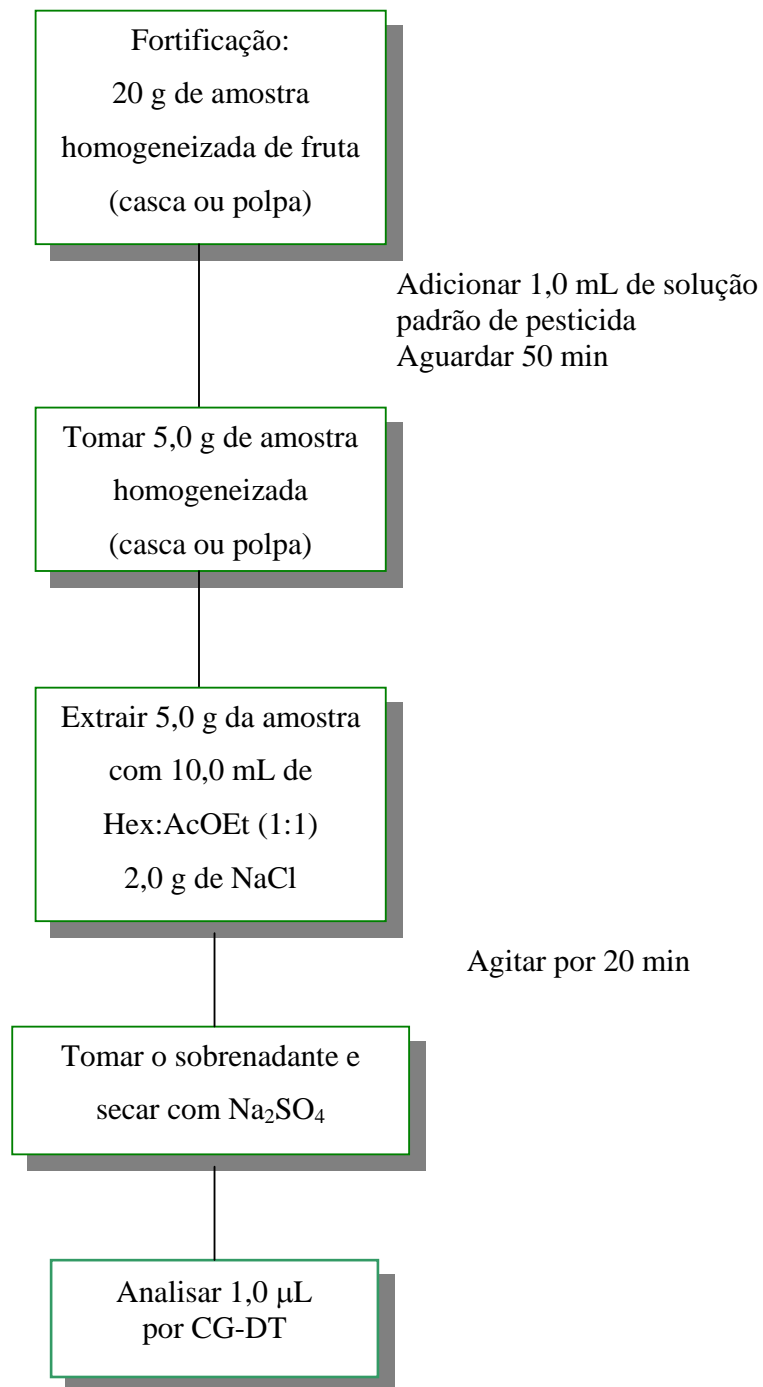 Fortificação:
20 g de amostra
homogeneizada de fruta
(casca ou polpa)
Adicionar 1,0 mL de solução
padrão de pesticida
Aguardar 50 min
Tomar 5,0 g de amostra
homogeneizada
(casca ou polpa)
Extrair 5,0 g da amostra
com 10,0 mL de
Hex:AcOEt (1:1)
2,0 g de NaCl
Agitar por 20 min
Tomar o sobrenadante e
secar com Na₂SO₄
Analisar 1,0 μL
por CG-DT